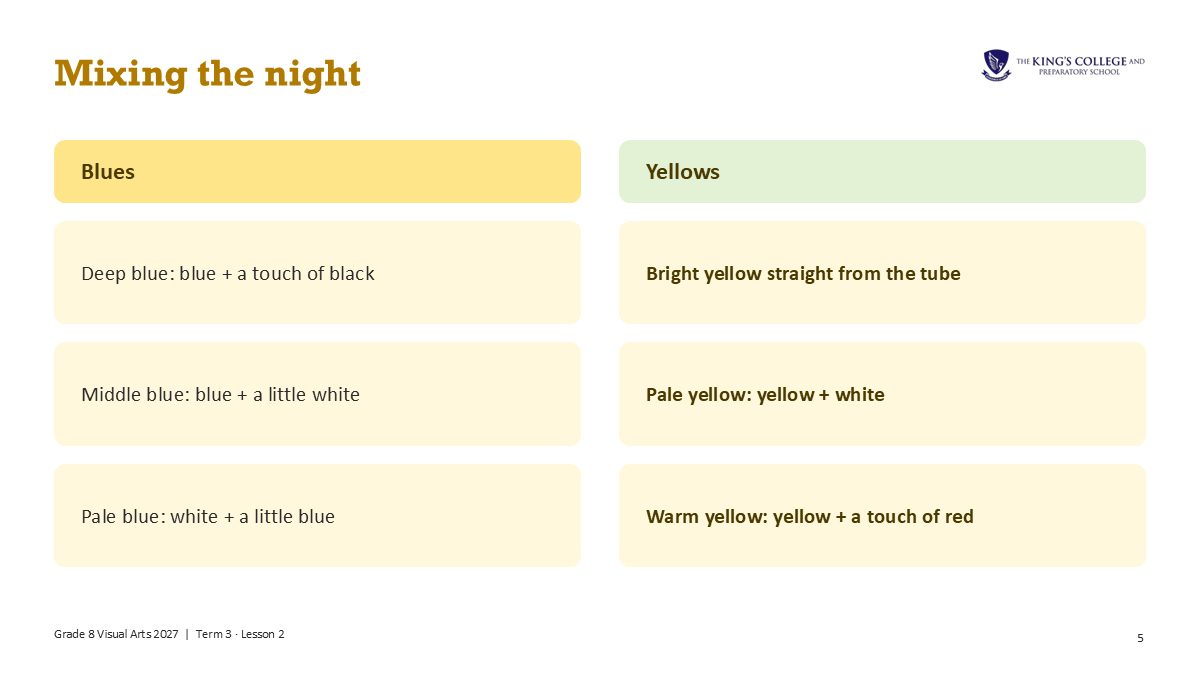 Mixing the night
THE KING'S COLLEGE AND
PREPARATORY SCHOOL
Blues
Yellows
Deep blue: blue + a touch of black
Bright yellow straight from the tube
Middle blue: blue + a little white
Pale yellow: yellow + white
Pale blue: white + a little blue
Warm yellow: yellow + a touch of red
Grade 8 Visual Arts 2027 | Term 3 · Lesson 2
5